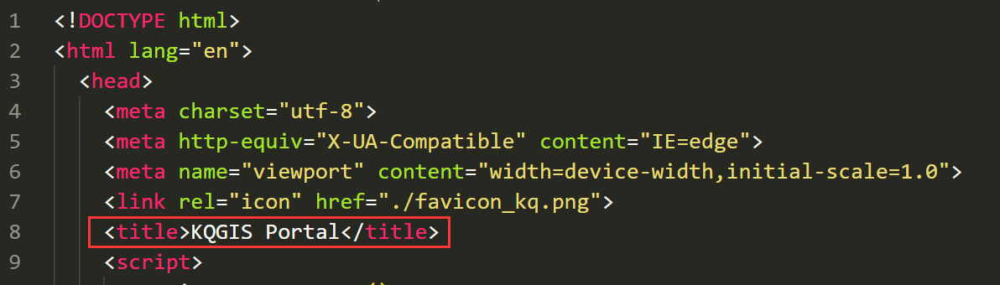 1 <!DOCTYPE html>
2 <html lang="en">
3 <head>
4 <meta charset="utf-8">
5 <meta http-equiv="X-UA-Compatible" content="IE=edge">
6 <meta name="viewport" content="width=device-width,initial-scale=1.0">
7 <link rel="icon" href="./favicon_kq.png">
8 <title>KQGIS Portal</title>
9 <script>